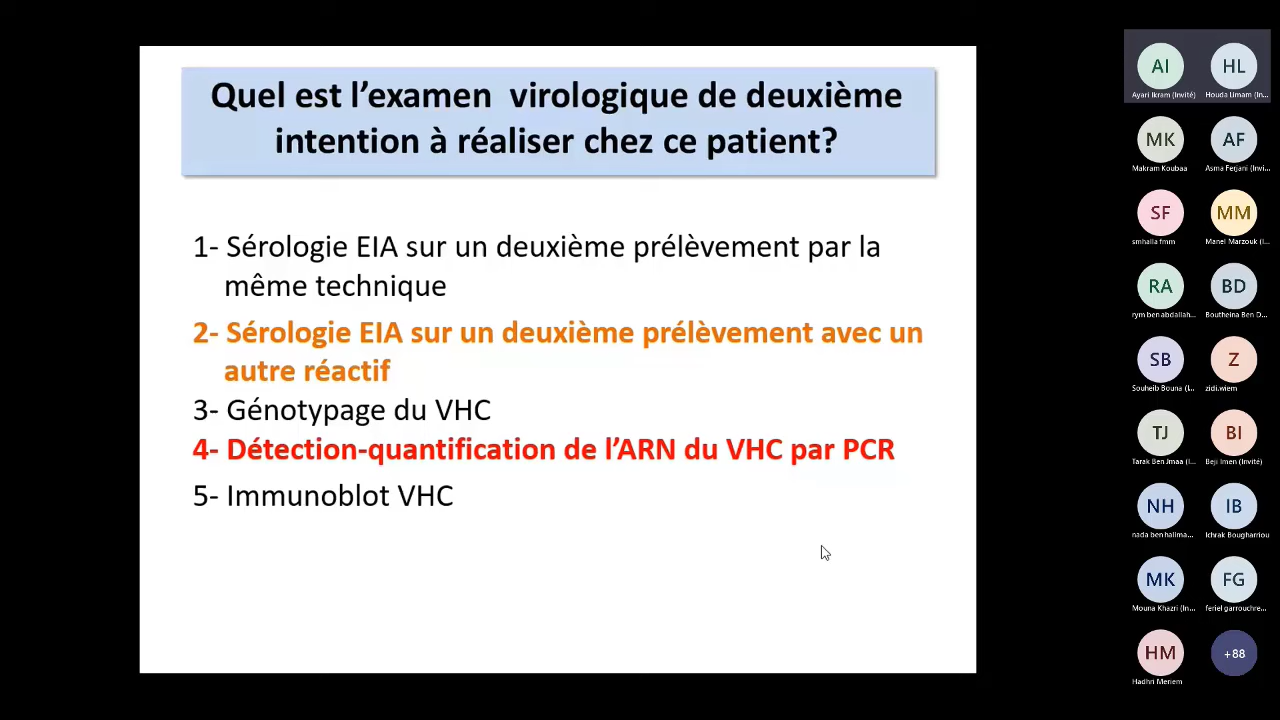 Quel est l’examen virologique de deuxième
intention à réaliser chez ce patient?
1- Sérologie EIA sur un deuxième prélèvement par la
même technique
2- Sérologie EIA sur un deuxième prélèvement avec un
autre réactif
3- Génotypage du VHC
4- Détection-quantification de l’ARN du VHC par PCR
5- Immunoblot VHC
AI
HL
Ayari Ikram (Invité)
Houda Limam (In...
MK
AF
Makram Koubaa
Asma Ferjani (Invi...
SF
MM
smhalla fmm
Manel Marzouk (I...
RA
BD
rym ben abdallah...
Boutheina Ben D...
SB
Z
Souheib Bouna (I...
zidi.wiem
TJ
BI
Tarak Ben Jmaa (I...
Beji Imen (Invité)
NH
IB
nada ben halima...
Ichrak Bougharriou
MK
FG
Mouna Khazri (In...
feriel garrouchre...
HM
+88
Hadhri Meriem